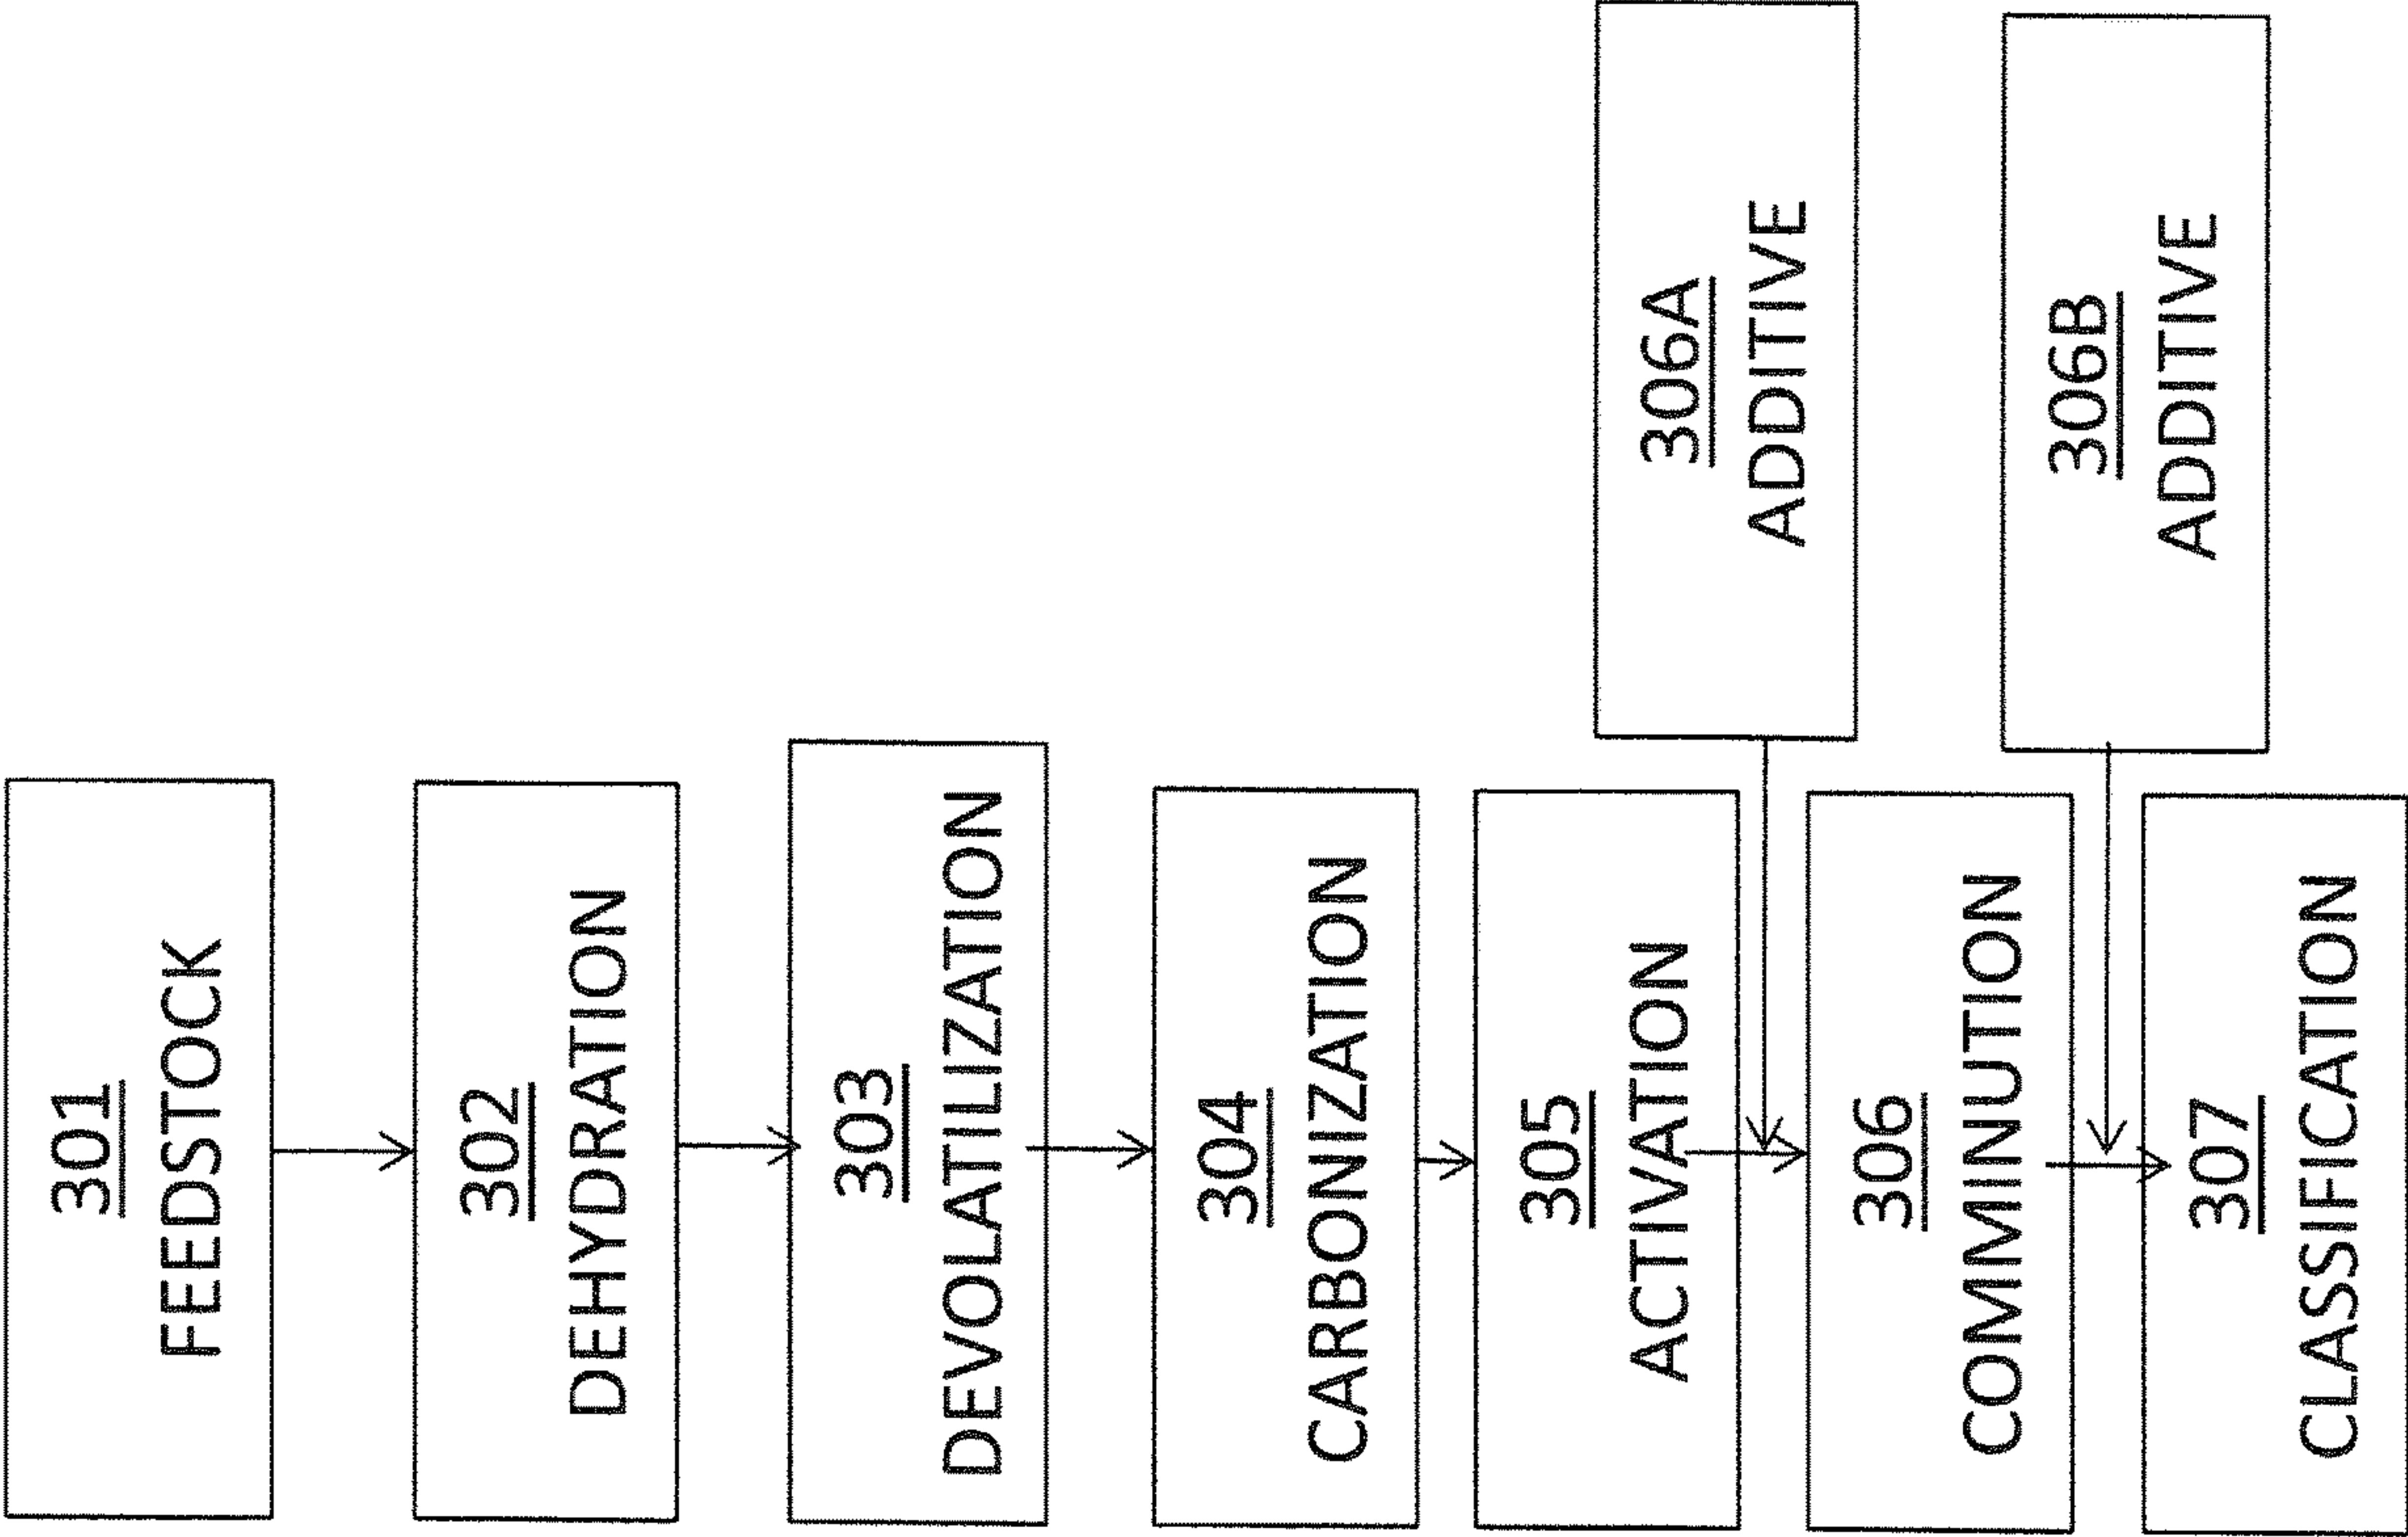 301
FEEDSTOCK
302
DEHYDRATION
303
DEVOLATILIZATION
304
CARBONIZATION
305
ACTIVATION
306A
ADDITIVE
306
COMMINUTION
306B
ADDITIVE
307
CLASSIFICATION